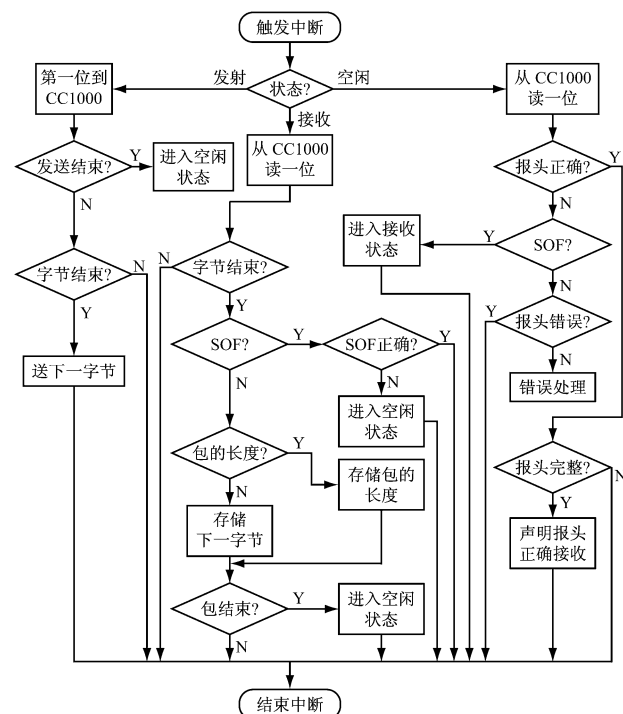 触发中断
第一位到
CC1000
发射
状态?
空闲
从 CC1000
读一位
接收
发送结束?
Y
进入空闲
状态
从 CC1000
读一位
报头正确?
Y
N
N
进入接收
状态
Y
SOF?
字节结束?
N
N
字节结束?
N
Y
Y
Y
报头错误?
SOF?
Y
SOF正确?
Y
N
送下一字节
N
N
错误处理
进入空闲
状态
包的长度?
Y
报头完整?
N
存储包的
长度
N
Y
存储
下一字节
声明报头
正确接收
包结束?
Y
进入空闲
状态
N
结束中断